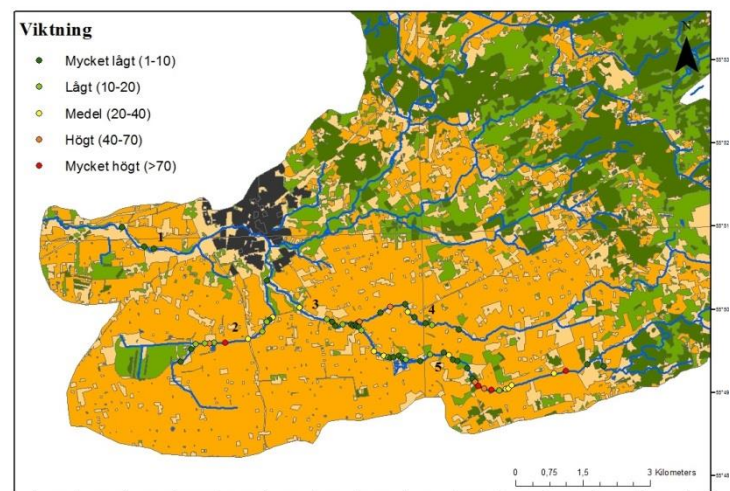 Viktning
Mycket lågt (1-10)
Lågt (10-20)
Medel (20-40)
Högt (40-70)
Mycket högt (>70)
1
2
3
4
5
0 0,75 1,5 3 Kilometers